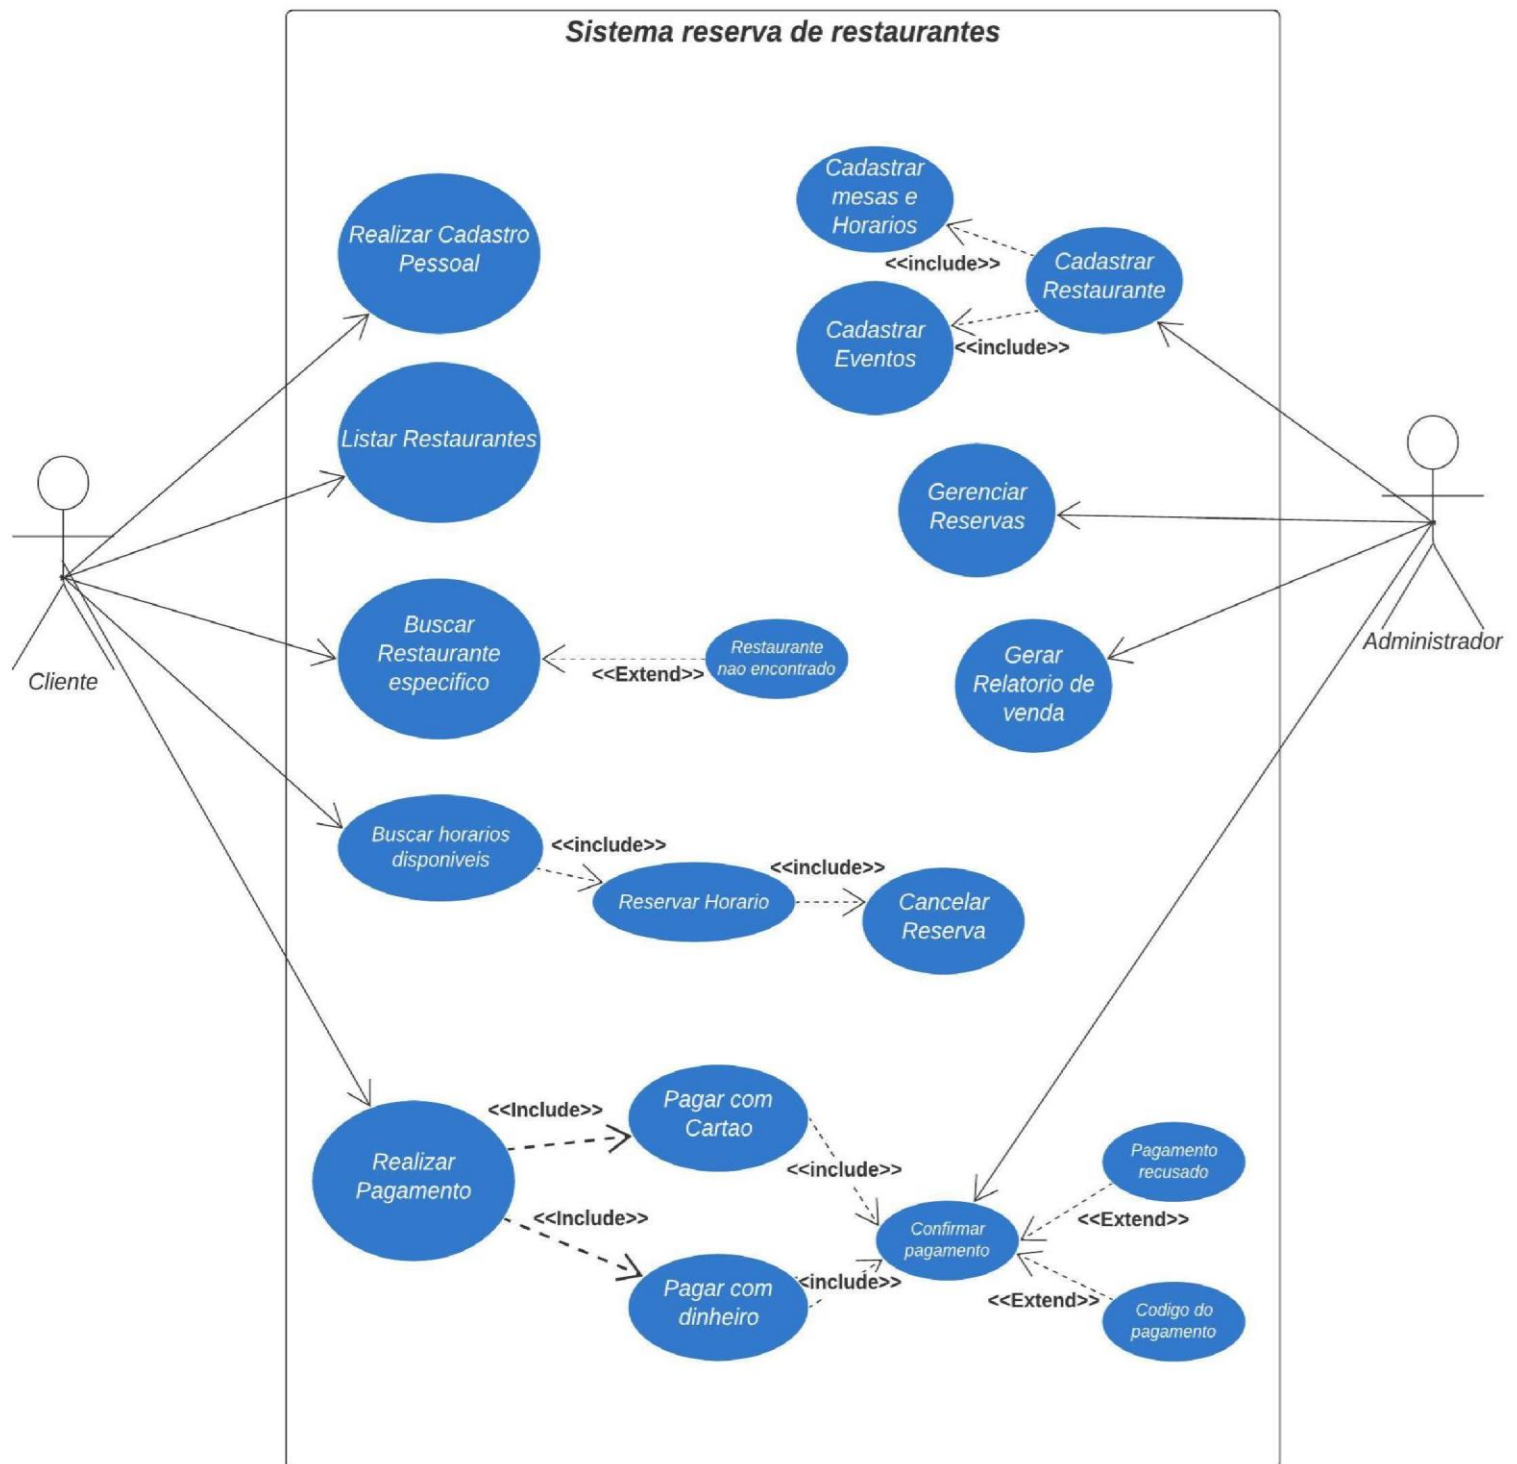 Sistema reserva de restaurantes
Realizar Cadastro
Pessoal
Listar Restaurantes
Buscar
Restaurante
especifico
<<Extend>>
Restaurante
nao encontrado
Buscar horarios
disponiveis
<<include>>
Reservar Horario
<<include>>
Cancelar
Reserva
Realizar
Pagamento
<<Include>>
Pagar com
Cartao
<<Include>>
Pagar com
dinheiro
<<include>>
<include>>
Confirmar
pagamento
Pagamento
recusado
<<Extend>>
<<Extend>>
Codigo do
pagamento
Cadastrar
mesas e
Horarios
<<include>>
Cadastrar
Restaurante
Cadastrar
Eventos
<<include>>
Gerenciar
Reservas
Gerar
Relatorio de
venda
Cliente
Administrador